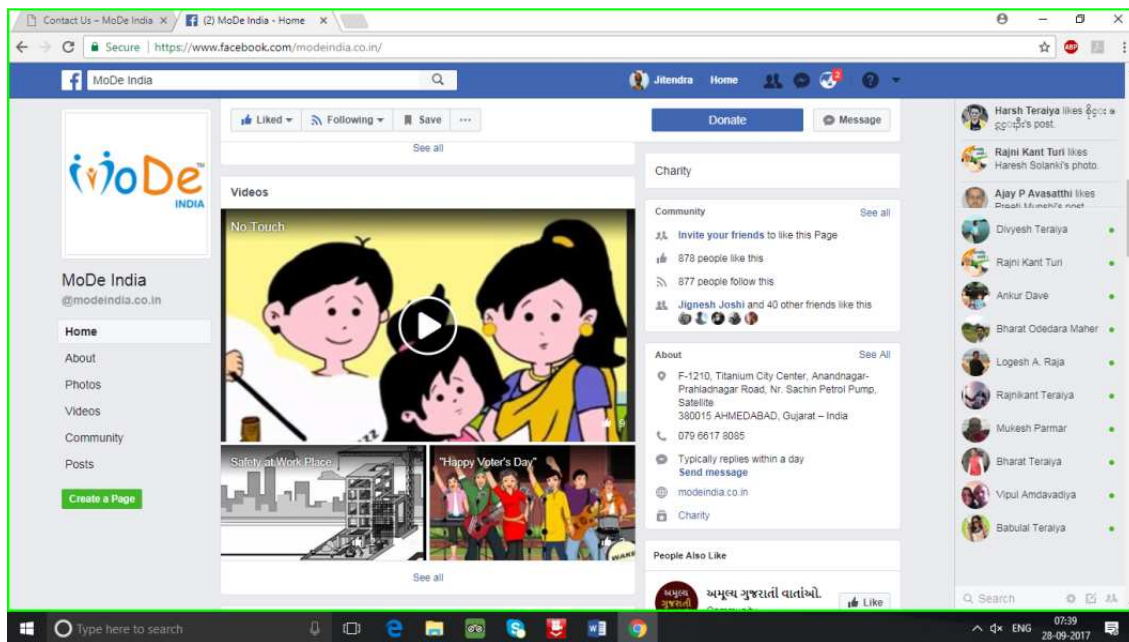 Contact Us – MoDe India
(2) MoDe India - Home
Secure | https://www.facebook.com/modeindia.co.in/
ABP
MoDe India
Jitendra Home
2
Liked Following Save ...
Donate
Message
See all
MoDe
INDIA
MoDe India
@modeindia.co.in
Home
About
Photos
Videos
Community
Posts
Create a Page
Videos
No Touch
9
Safety at Work Place
"Happy Voter's Day"
See all
Charity
Community See all
Invite your friends to like this Page
878 people like this
877 people follow this
Jignesh Joshi and 40 other friends like this
About See All
F-1210, Titanium City Center, Anandnagar-
Prahladnagar Road, Nr. Sachin Petrol Pump,
Satellite
380015 AHMEDABAD, Gujarat – India
079 6617 8085
Typically replies within a day
Send message
modeindia.co.in
Charity
People Also Like
અમૂલ્ય ગુજરાતી
અમૂલ્ય ગુજરાતી વાર્તાઓ.
Like
Harsh Teraiya likes
's post.
Rajni Kant Turi likes
Haresh Solanki's photo.
Ajay P Avasatthi likes
Preeti Munshi's post
Divyesh Teraiya
Rajni Kant Turi
Ankur Dave
Bharat Odedara Maher
Logesh A. Raja
Rajnikant Teraiya
Mukesh Parmar
Bharat Teraiya
Vipul Amdavadiya
Babulal Teraiya
Search
Type here to search
ENG
07:39
28-09-2017